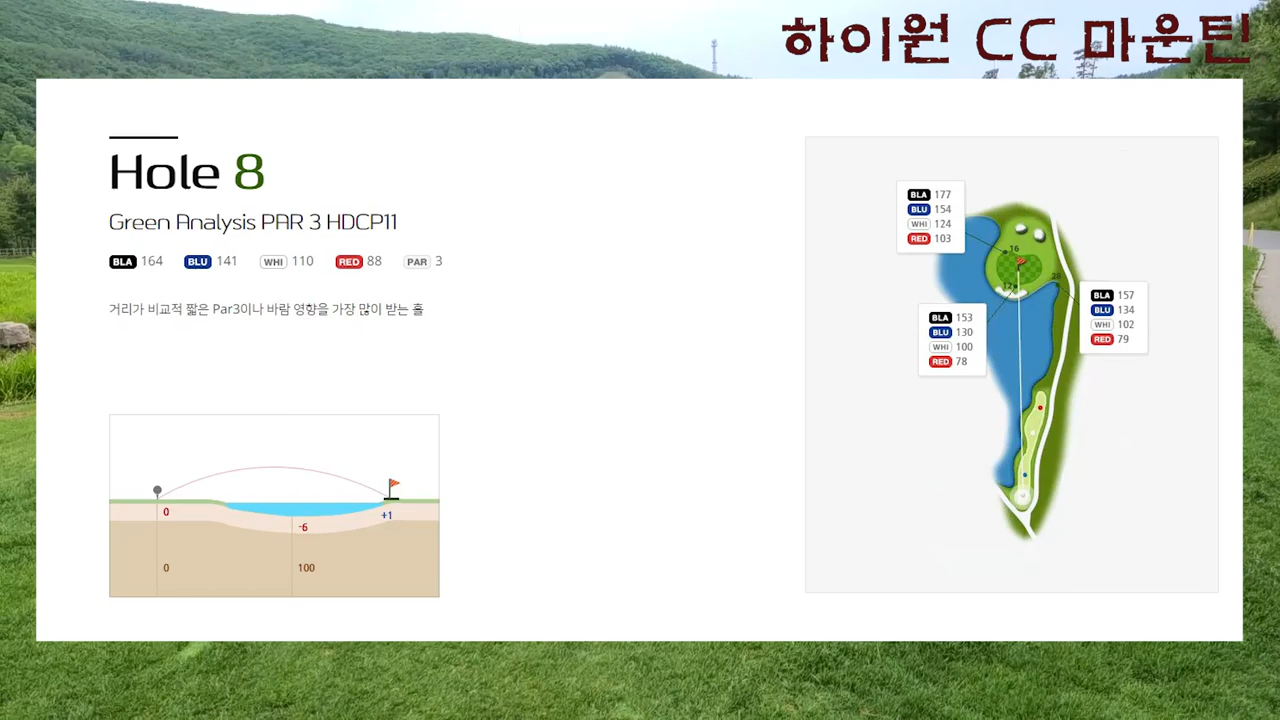 하이원 CC 마운틴
Hole 8
Green Analysis PAR 3 HDCP11
BLA 164 BLU 141 WHI 110 RED 88 PAR 3
거리가 비교적 짧은 Par3이나 바람 영향을 가장 많이 받는 홀
0
-6
+1
0
100
BLA 177
BLU 154
WHI 124
RED 103
16
28
12
BLA 157
BLU 134
WHI 102
RED 79
BLA 153
BLU 130
WHI 100
RED 78